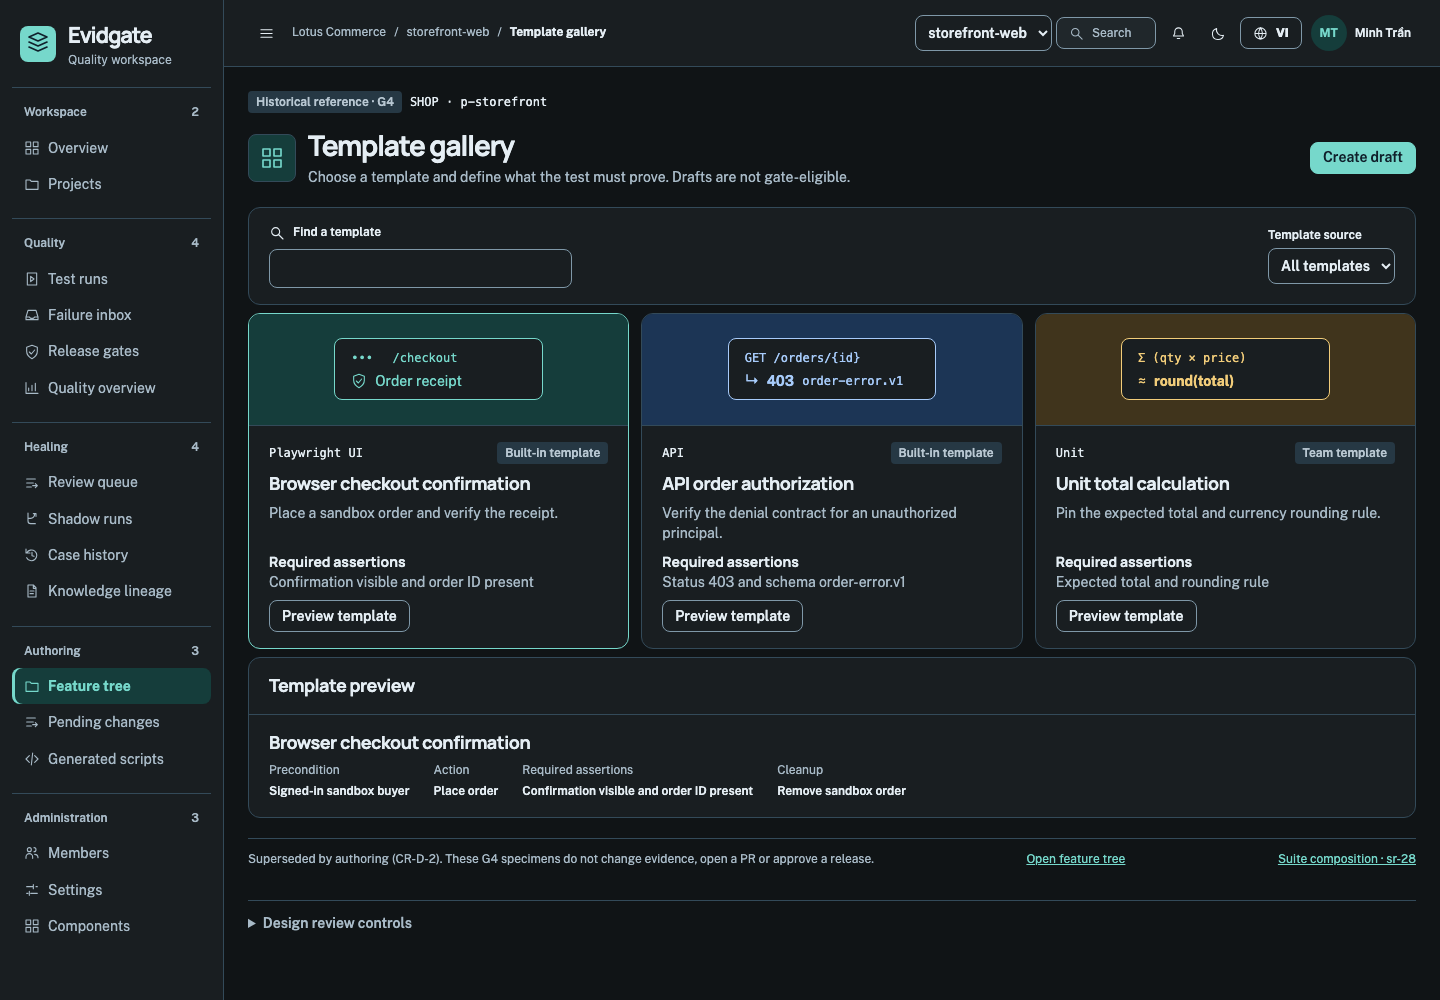 Evidgate
Quality workspace
Workspace 2
Overview
Projects
Quality 4
Test runs
Failure inbox
Release gates
Quality overview
Healing 4
Review queue
Shadow runs
Case history
Knowledge lineage
Authoring 3
Feature tree
Pending changes
Generated scripts
Administration 3
Members
Settings
Components
Lotus Commerce / storefront-web / Template gallery
storefront-web
Search
VI
MT
Minh Trần
Historical reference · G4 SHOP · p-storefront
Template gallery
Choose a template and define what the test must prove. Drafts are not gate-eligible.
Create draft
Find a template
Template source
All templates
••• /checkout
Order receipt
Playwright UI Built-in template
Browser checkout confirmation
Place a sandbox order and verify the receipt.
Required assertions
Confirmation visible and order ID present
Preview template
GET /orders/{id}
↳ 403 order-error.v1
API Built-in template
API order authorization
Verify the denial contract for an unauthorized
principal.
Required assertions
Status 403 and schema order-error.v1
Preview template
Σ (qty × price)
≈ round(total)
Unit Team template
Unit total calculation
Pin the expected total and currency rounding rule.
Required assertions
Expected total and rounding rule
Preview template
Template preview
Browser checkout confirmation
Precondition Action Required assertions Cleanup
Signed-in sandbox buyer Place order Confirmation visible and order ID present Remove sandbox order
Superseded by authoring (CR-D-2). These G4 specimens do not change evidence, open a PR or approve a release.
Open feature tree
Suite composition · sr-28
Design review controls